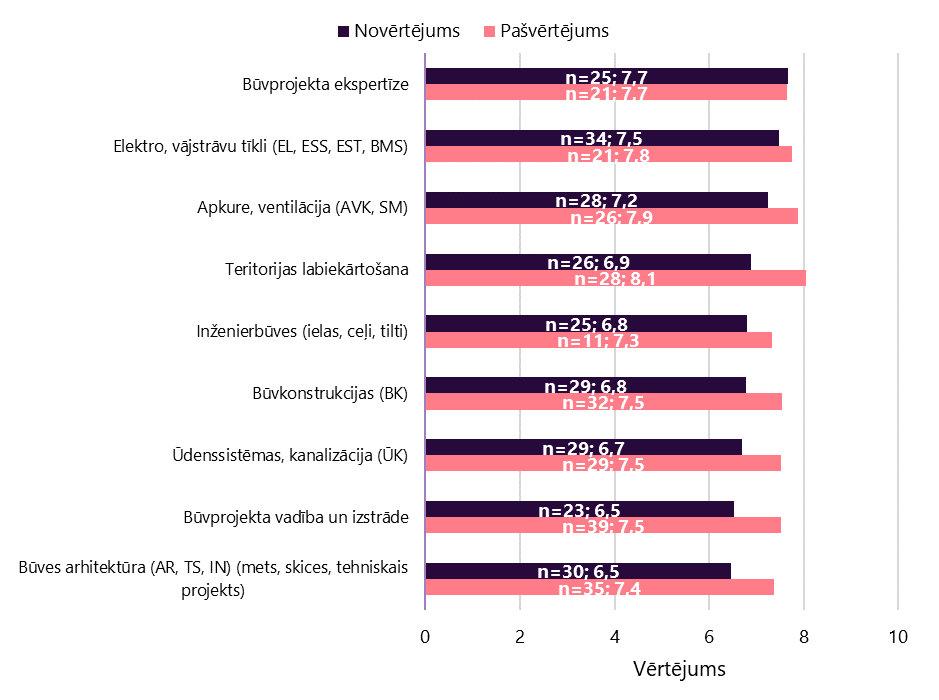 Novērtējums Pašvērtējums
Būvprojekta ekspertīze
n=25; 7,7
n=21; 7,7
Elektro, vājstrāvu tīkli (EL, ESS, EST, BMS)
n=34; 7,5
n=21; 7,8
Apkure, ventilācija (AVK, SM)
n=28; 7,2
n=26; 7,9
Teritorijas labiekārtošana
n=26; 6,9
n=28; 8,1
Inženierbūves (ielas, ceļi, tilti)
n=25; 6,8
n=11; 7,3
Būvkonstrukcijas (BK)
n=29; 6,8
n=32; 7,5
Ūdenssistēmas, kanalizācija (ŪK)
n=29; 6,7
n=29; 7,5
Būvprojekta vadība un izstrāde
n=23; 6,5
n=39; 7,5
Būves arhitektūra (AR, TS, IN) (mets, skices, tehniskais
projekts)
n=30; 6,5
n=35; 7,4
0 2 4 6 8 10
Vērtējums